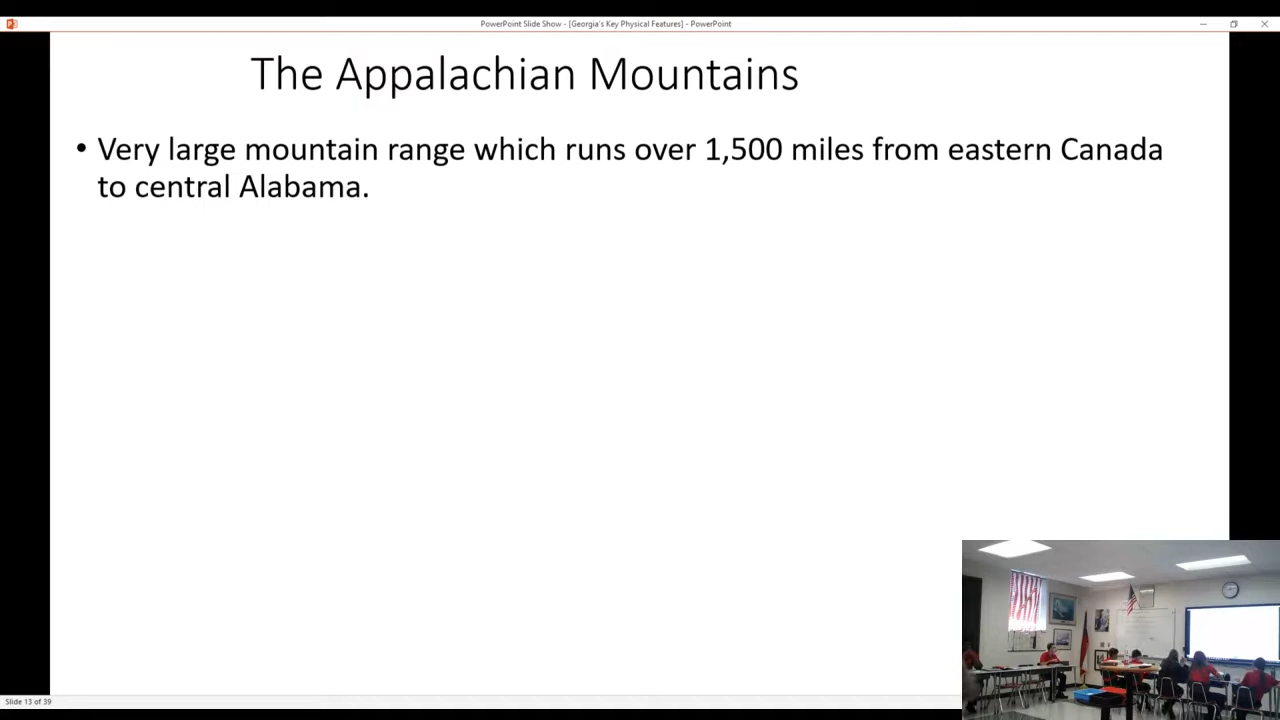 PowerPoint Slide Show - [Georgia's Key Physical Features] - PowerPoint
The Appalachian Mountains
• Very large mountain range which runs over 1,500 miles from eastern Canada
to central Alabama.
Slide 13 of 39